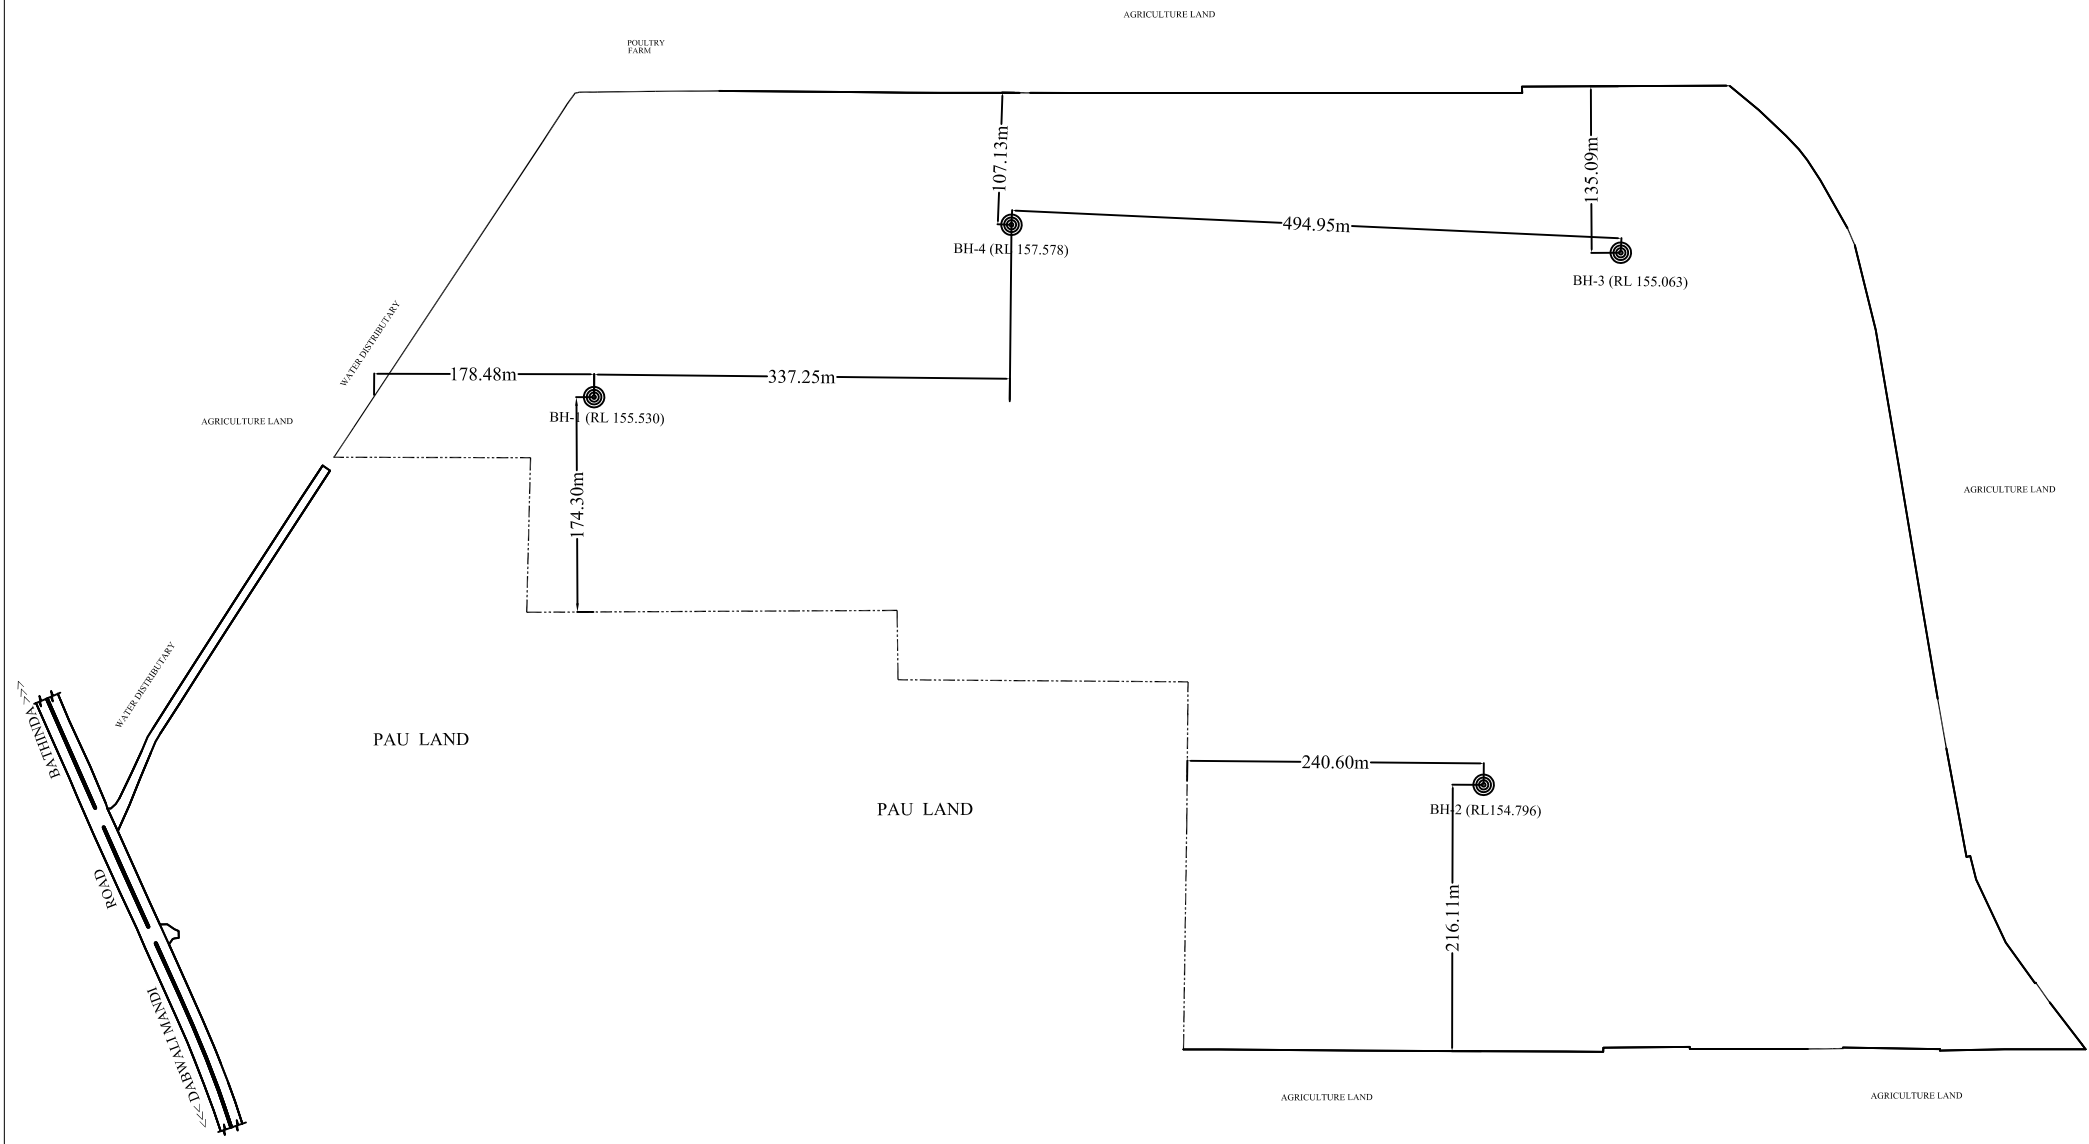 AGRICULTURE LAND
POULTRY
FARM
107.13m
135.09m
494.95m
BH-4 (RL 157.578)
BH-3 (RL 155.063)
WATER DISTRIBUTARY
178.48m
337.25m
BH-1 (RL 155.530)
AGRICULTURE LAND
174.30m
AGRICULTURE LAND
WATER DISTRIBUTARY
BATHINDA >>>
PAU LAND
240.60m
PAU LAND
BH-2 (RL154.796)
ROAD
216.11m
<<< DABWALI MANDI
AGRICULTURE LAND
AGRICULTURE LAND